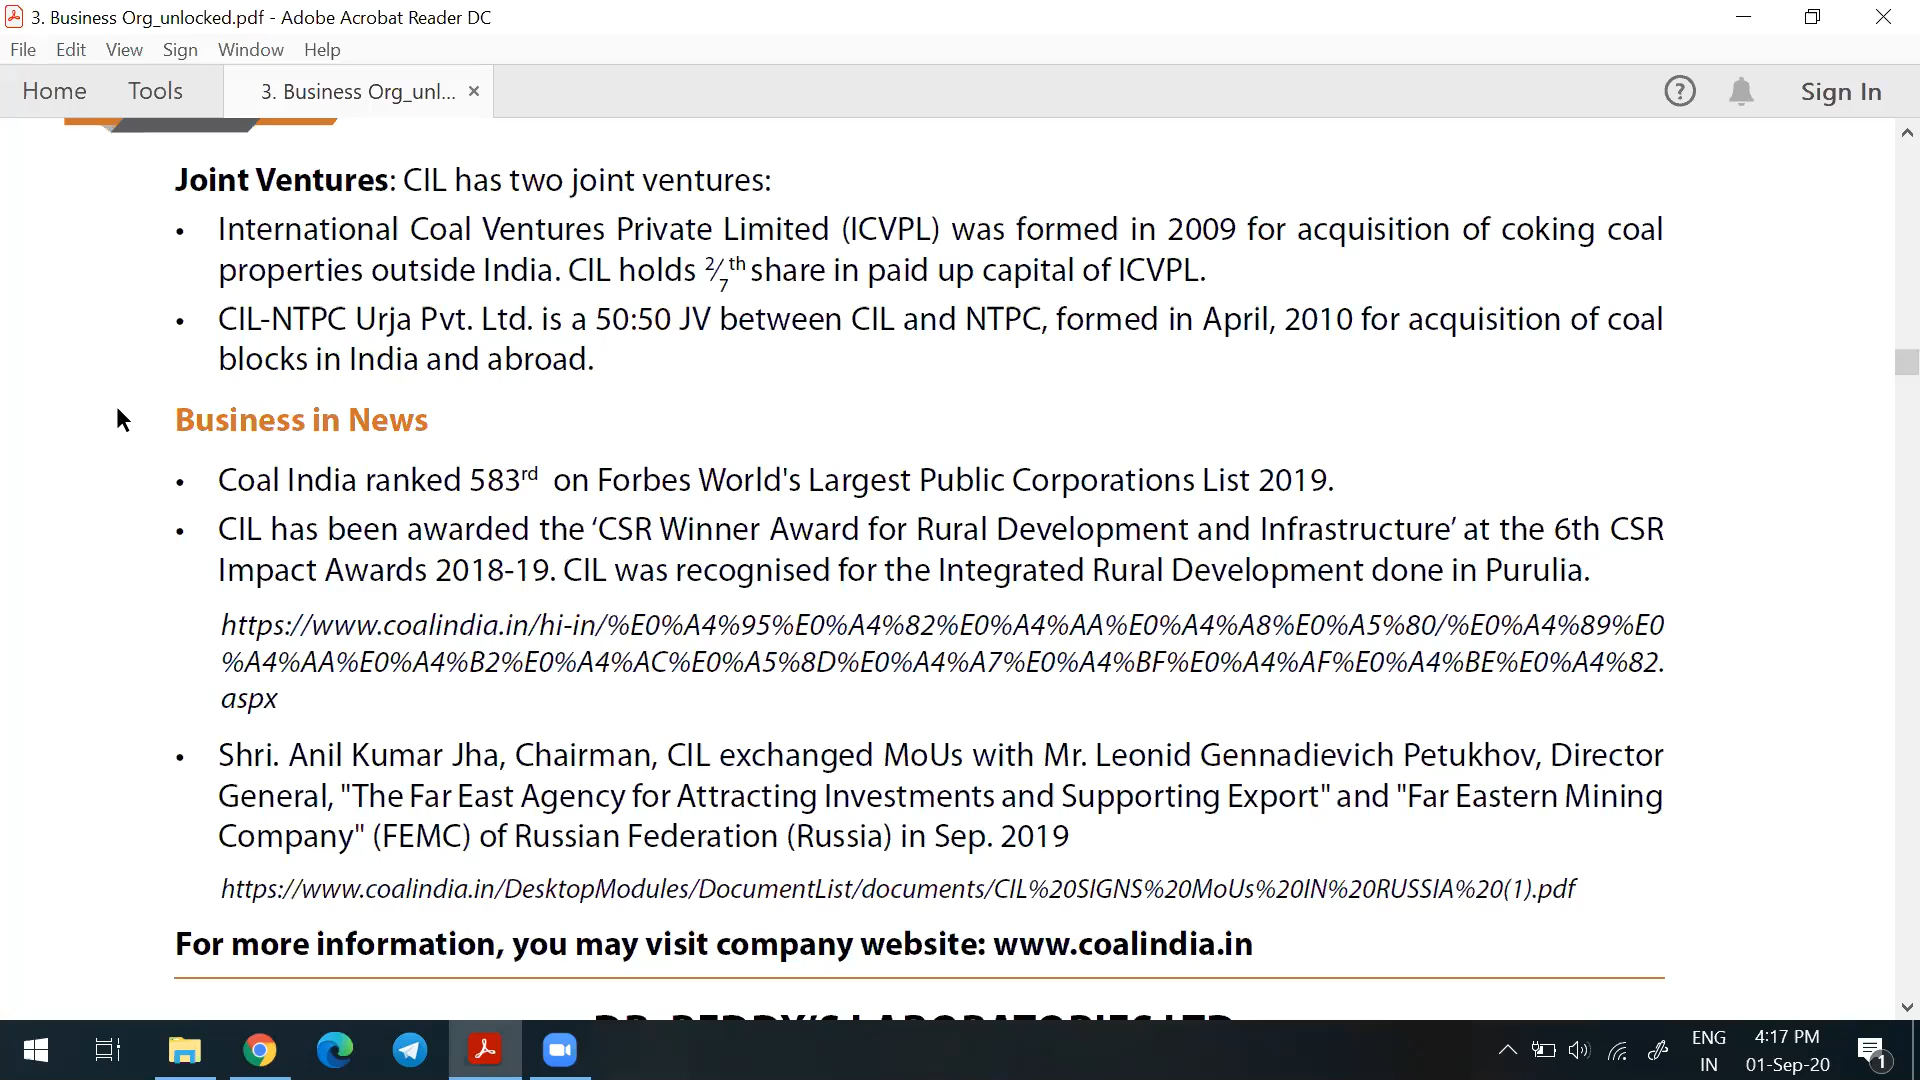 3. Business Org_unlocked.pdf - Adobe Acrobat Reader DC
File Edit View Sign Window Help
Home Tools 3. Business Org_unl... × ? Sign In
Joint Ventures: CIL has two joint ventures:
• International Coal Ventures Private Limited (ICVPL) was formed in 2009 for acquisition of coking coal
properties outside India. CIL holds 2/7th share in paid up capital of ICVPL.
• CIL-NTPC Urja Pvt. Ltd. is a 50:50 JV between CIL and NTPC, formed in April, 2010 for acquisition of coal
blocks in India and abroad.
Business in News
• Coal India ranked 583rd on Forbes World's Largest Public Corporations List 2019.
• CIL has been awarded the ‘CSR Winner Award for Rural Development and Infrastructure’ at the 6th CSR
Impact Awards 2018-19. CIL was recognised for the Integrated Rural Development done in Purulia.
https://www.coalindia.in/hi-in/%E0%A4%95%E0%A4%82%E0%A4%AA%E0%A4%A8%E0%A5%80/%E0%A4%89%E0
%A4%AA%E0%A4%B2%E0%A4%AC%E0%A5%8D%E0%A4%A7%E0%A4%BF%E0%A4%AF%E0%A4%BE%E0%A4%82.
aspx
• Shri. Anil Kumar Jha, Chairman, CIL exchanged MoUs with Mr. Leonid Gennadievich Petukhov, Director
General, "The Far East Agency for Attracting Investments and Supporting Export" and "Far Eastern Mining
Company" (FEMC) of Russian Federation (Russia) in Sep. 2019
https://www.coalindia.in/DesktopModules/DocumentList/documents/CIL%20SIGNS%20MoUs%20IN%20RUSSIA%20(1).pdf
For more information, you may visit company website: www.coalindia.in
DR. REDDY'S LABORATORIES LTD
ENG 4:17 PM
IN 01-Sep-20 1